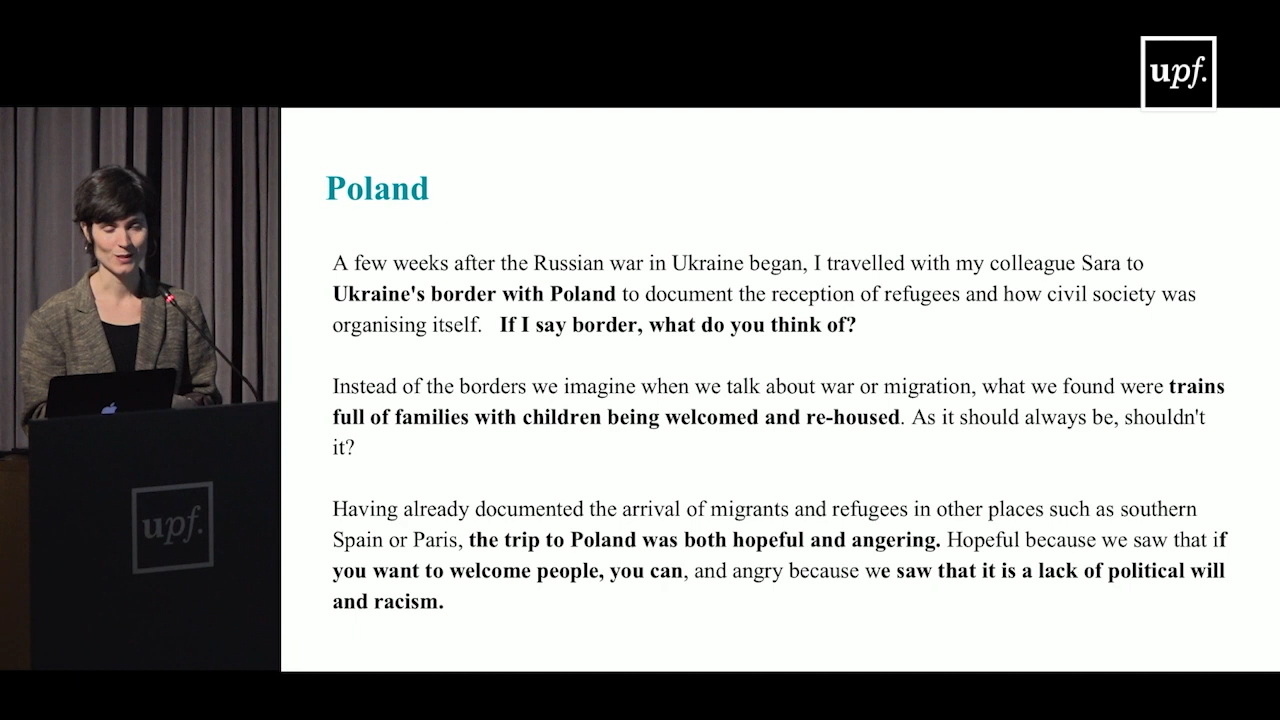 upf.
Poland
A few weeks after the Russian war in Ukraine began, I travelled with my colleague Sara to
Ukraine's border with Poland to document the reception of refugees and how civil society was
organising itself. If I say border, what do you think of?
Instead of the borders we imagine when we talk about war or migration, what we found were trains
full of families with children being welcomed and re-housed. As it should always be, shouldn't
it?
Having already documented the arrival of migrants and refugees in other places such as southern
Spain or Paris, the trip to Poland was both hopeful and angering. Hopeful because we saw that if
you want to welcome people, you can, and angry because we saw that it is a lack of political will
and racism.
upf.